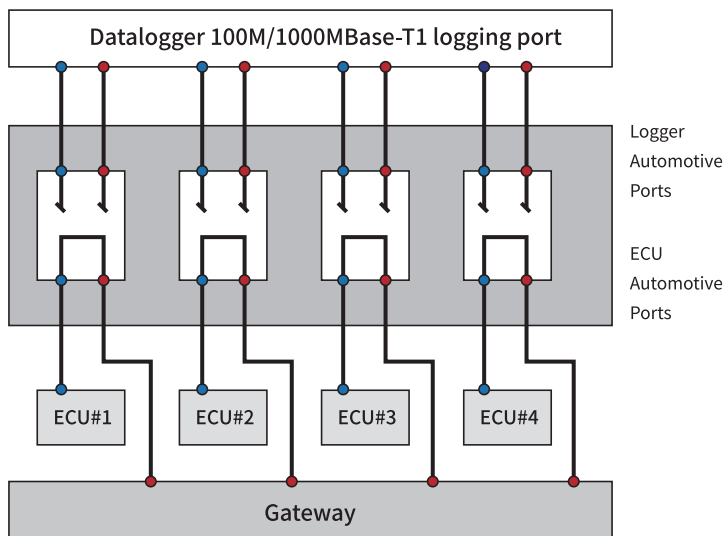 Datalogger 100M/1000MBase-T1 logging port
Logger
Automotive
Ports
ECU
Automotive
Ports
ECU#1
ECU#2
ECU#3
ECU#4
Gateway